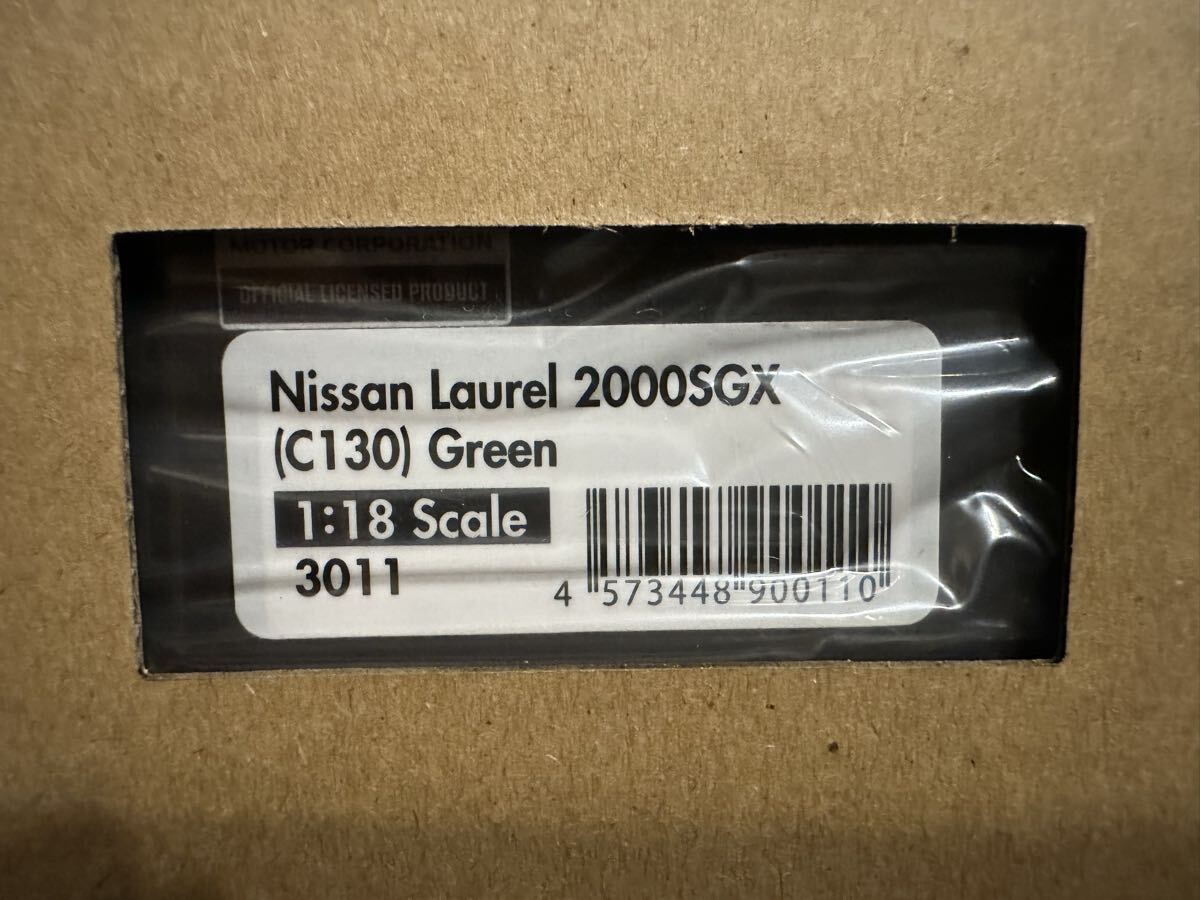 MOTOR CORPORATION
OFFICIAL LICENSED PRODUCT
Nissan Laurel 2000SGX
(C130) Green
1:18 Scale
3011
4 573448 900110